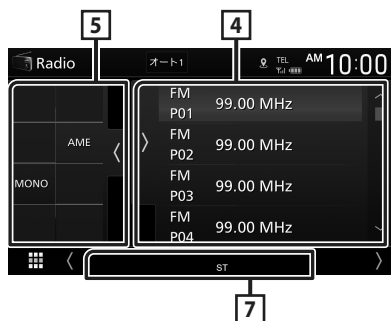 5
4
Radio
オート1
TEL
AM 10:00
FM
P01
99.00 MHz
AME
FM
P02
99.00 MHz
MONO
FM
P03
99.00 MHz
FM
P04
99.00 MHz
ST
7